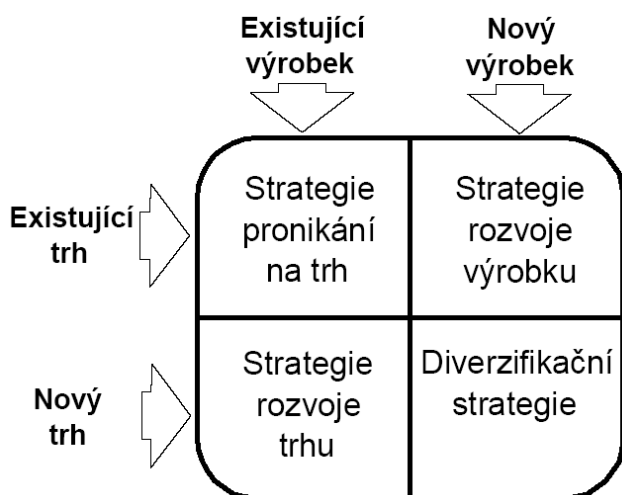 Existující
výrobek
Nový
výrobek
Existující
trh
Strategie
pronikání
na trh
Strategie
rozvoje
výrobku
Nový
trh
Strategie
rozvoje
trhu
Diverzifikační
strategie